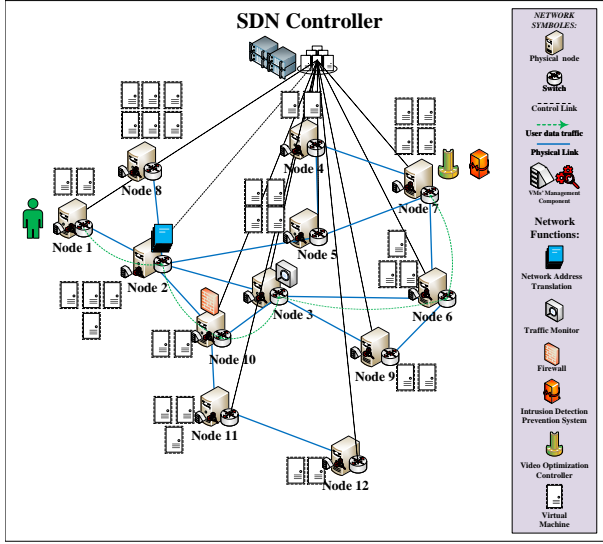 SDN Controller
Node 8
Node 4
Node 7
Node 1
Node 2
Node 5
Node 3
Node 6
Node 10
Node 9
Node 11
Node 12
NETWORK
SYMBOLES:
Physical node
Switch
Control Link
User data traffic
Physical Link
VMs' Management
Component
Network
Functions:
Network Address
Translation
Traffic Monitor
Firewall
Intrusion Detection
Prevention System
Video Optimization
Controller
Virtual
Machine